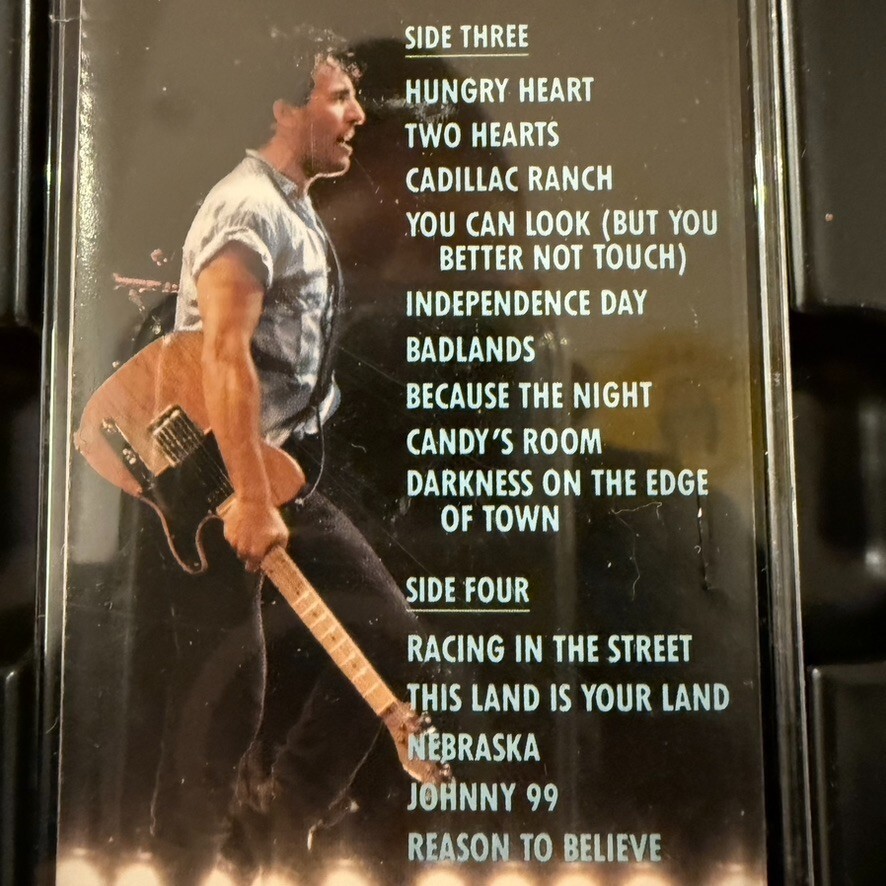 SIDE THREE
HUNGRY HEART
TWO HEARTS
CADILLAC RANCH
YOU CAN LOOK (BUT YOU
BETTER NOT TOUCH)
INDEPENDENCE DAY
BADLANDS
BECAUSE THE NIGHT
CANDY'S ROOM
DARKNESS ON THE EDGE
OF TOWN
SIDE FOUR
RACING IN THE STREET
THIS LAND IS YOUR LAND
NEBRASKA
JOHNNY 99
REASON TO BELIEVE